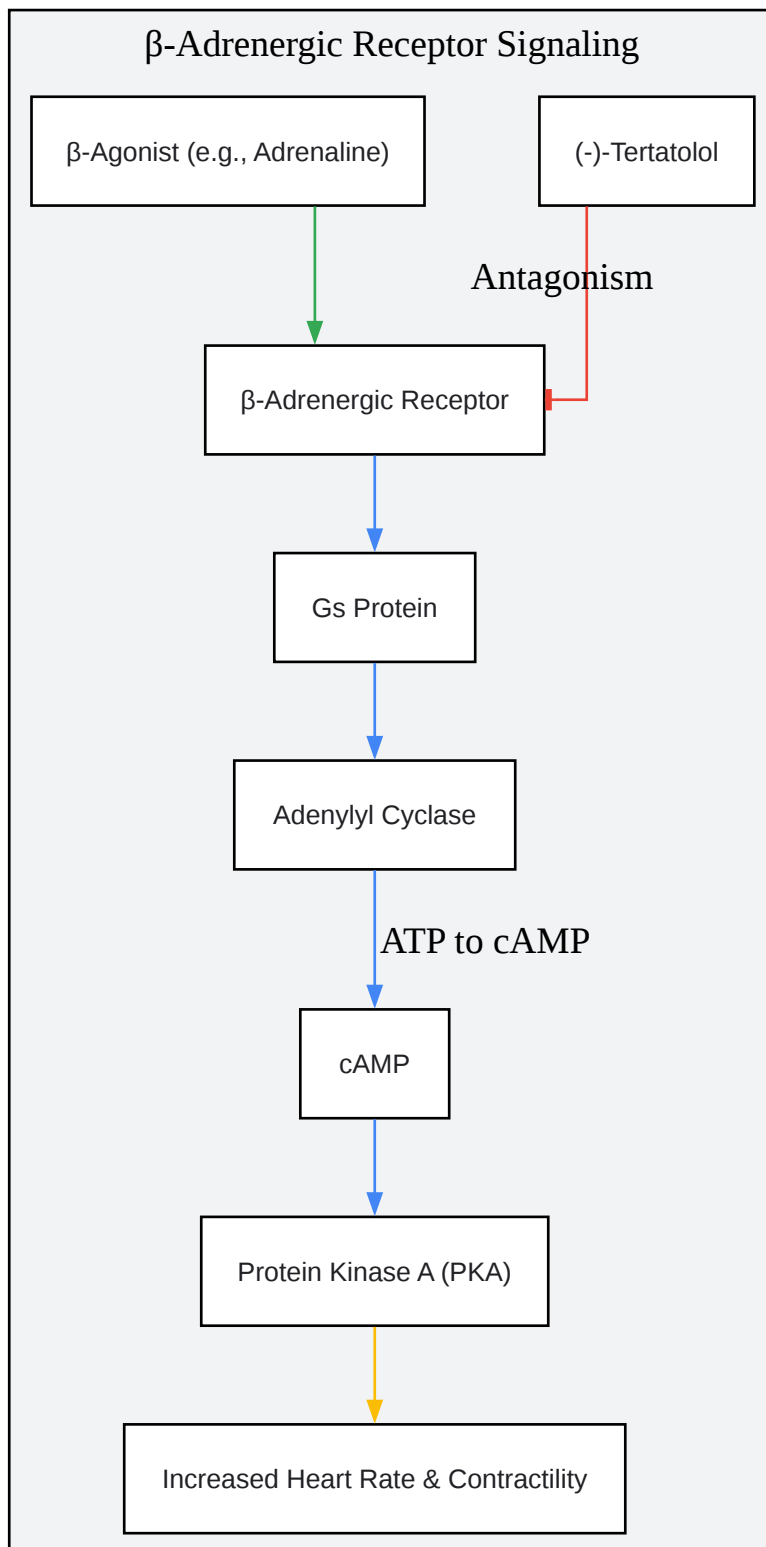 β-Adrenergic Receptor Signaling
β-Agonist (e.g., Adrenaline)
(-)-Tertatolol
Antagonism
β-Adrenergic Receptor
Gs Protein
Adenylyl Cyclase
ATP to cAMP
cAMP
Protein Kinase A (PKA)
Increased Heart Rate & Contractility